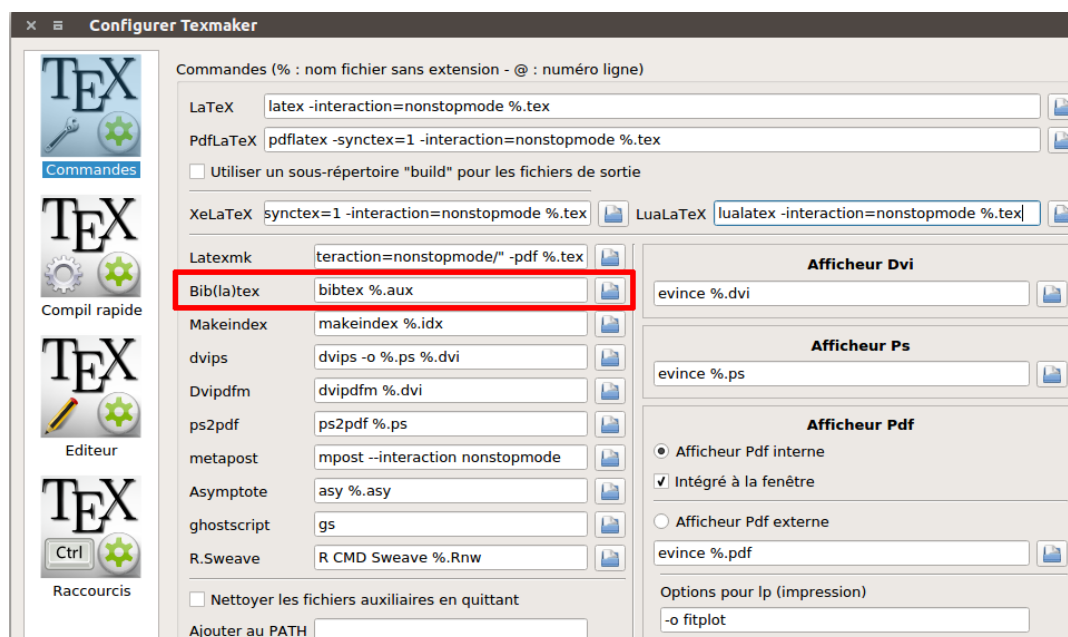 Configurer Texmaker
TEX
Commandes
TEX
Compil rapide
TEX
Editeur
TEX
Ctrl
Raccourcis
Commandes (% : nom fichier sans extension - @ : numéro ligne)
LaTeX latex -interaction=nonstopmode %.tex
PdfLaTeX pdflatex -synctex=1 -interaction=nonstopmode %.tex
Utiliser un sous-répertoire "build" pour les fichiers de sortie
XeLaTeX synctex=1 -interaction=nonstopmode %.tex LuaLaTeX lualatex -interaction=nonstopmode %.tex
Latexmk teraction=nonstopmode/" -pdf %.tex
Bib(la)tex bibtex %.aux
Makeindex makeindex %.idx
dvips dvips -o %.ps %.dvi
Dvipdfm dvipdfm %.dvi
ps2pdf ps2pdf %.ps
metapost mpost --interaction nonstopmode
Asymptote asy %.asy
ghostscript gs
R.Sweave R CMD Sweave %.Rnw
Nettoyer les fichiers auxiliaires en quittant
Ajouter au PATH
Afficheur Dvi
evince %.dvi
Afficheur Ps
evince %.ps
Afficheur Pdf
Afficheur Pdf interne
Intégré à la fenêtre
Afficheur Pdf externe
evince %.pdf
Options pour lp (impression)
-o fitplot